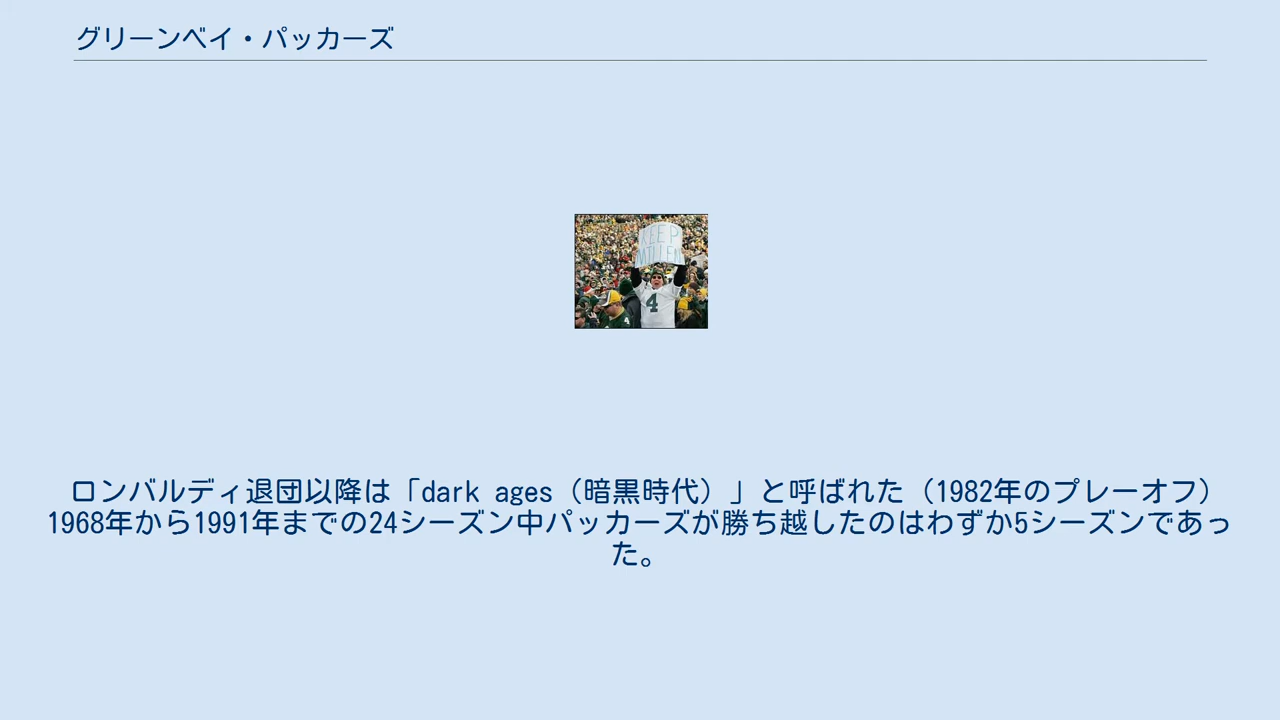 グリーンベイ・パッカーズ
KEEP
MILLEN
4
4
ロンバルディ退団以降は「dark ages（暗黒時代）」と呼ばれた（1982年のプレーオフ）
1968年から1991年までの24シーズン中パッカーズが勝ち越したのはわずか5シーズンであっ
た。